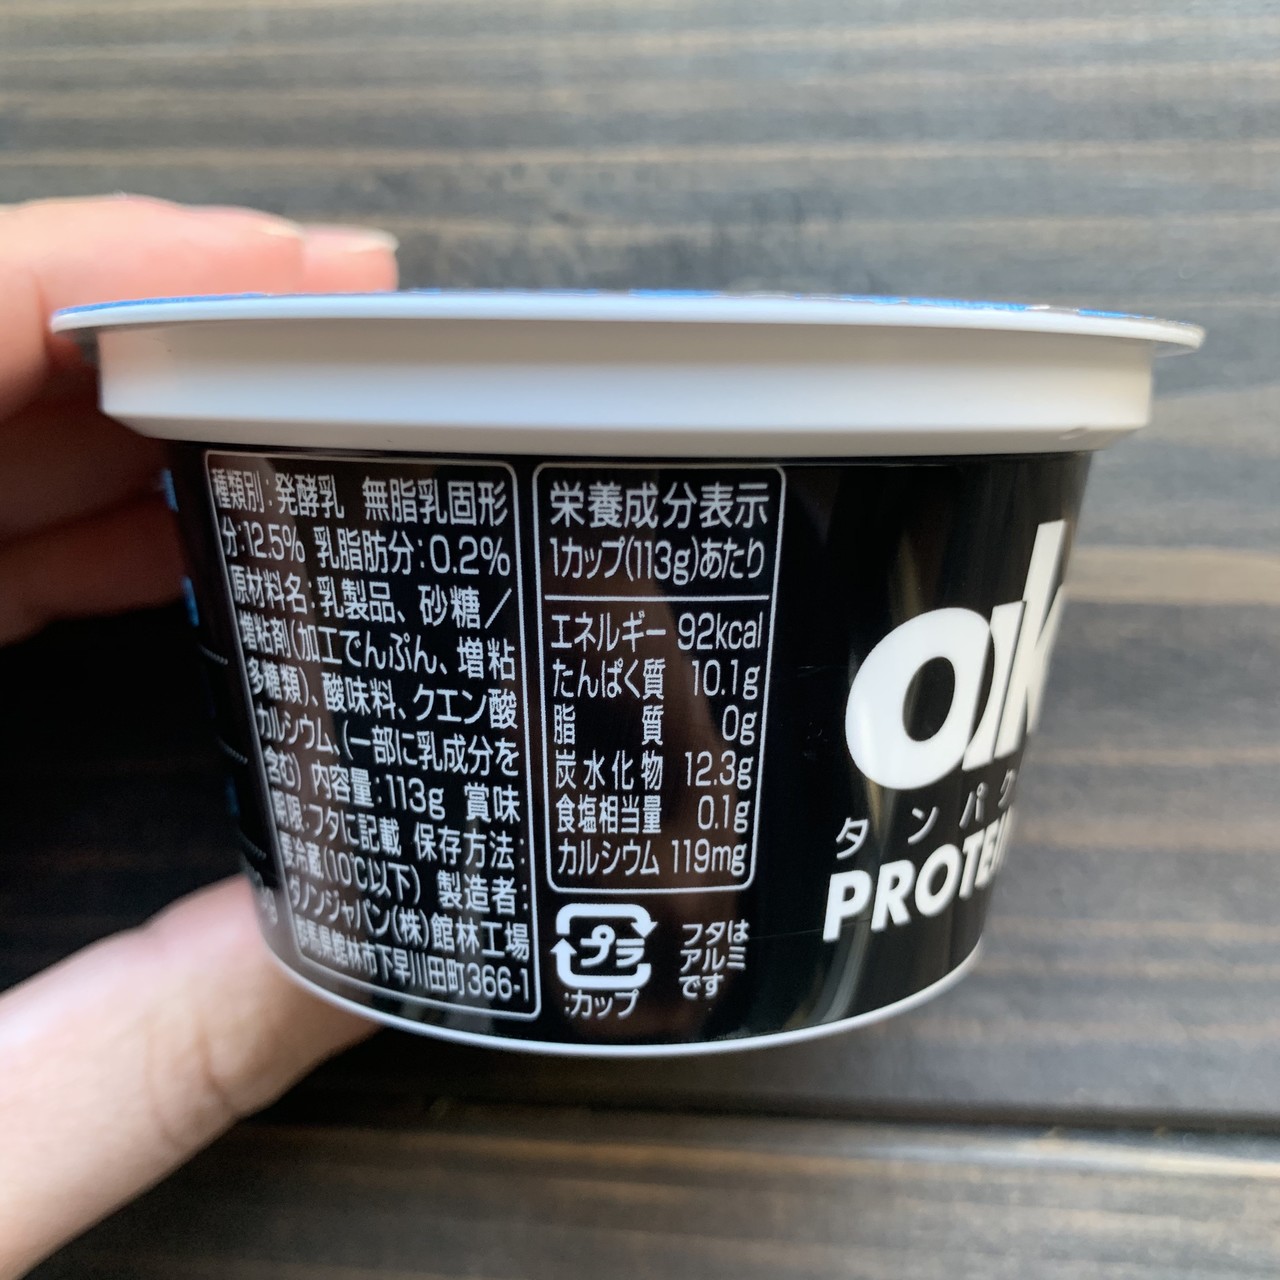 種類別:発酵乳 無脂乳固形
分:12.5% 乳脂肪分:0.2%
原材料名:乳製品、砂糖/
増粘剤(加工でんぷん、増粘
多糖類)、酸味料、クエン酸
カルシウム、(一部に乳成分を
含む) 内容量:113g 賞味
期限:フタに記載 保存方法:
要冷蔵(10℃以下) 製造者:
ダノンジャパン(株)館林工場
群馬県館林市下早川田町366-1
栄養成分表示
1カップ(113g)あたり
エネルギー 92kcal
たんぱく質 10.1g
脂質 0g
炭水化物 12.3g
食塩相当量 0.1g
カルシウム 119mg
プラ
:カップ
フタは
アルミ
です
oik
タンパク
PROTEIN